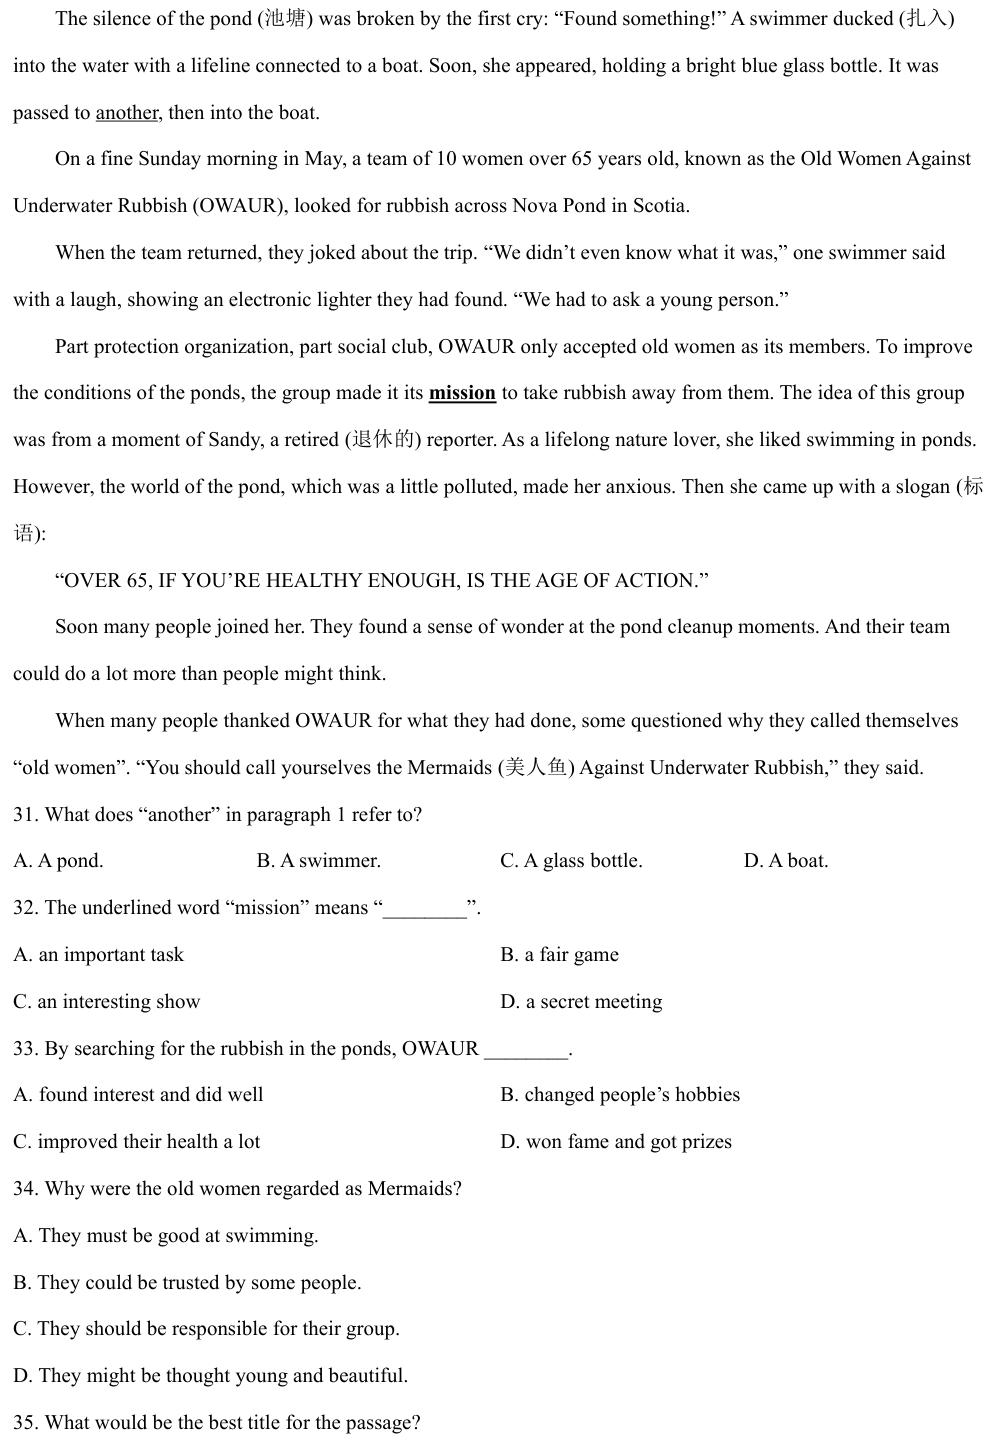 The silence of the pond (池塘) was broken by the first cry: “Found something!” A swimmer ducked (扎入)
into the water with a lifeline connected to a boat. Soon, she appeared, holding a bright blue glass bottle. It was
passed to another, then into the boat.
On a fine Sunday morning in May, a team of 10 women over 65 years old, known as the Old Women Against
Underwater Rubbish (OWAUR), looked for rubbish across Nova Pond in Scotia.
When the team returned, they joked about the trip. “We didn’t even know what it was,” one swimmer said
with a laugh, showing an electronic lighter they had found. “We had to ask a young person.”
Part protection organization, part social club, OWAUR only accepted old women as its members. To improve
the conditions of the ponds, the group made it its mission to take rubbish away from them. The idea of this group
was from a moment of Sandy, a retired (退休的) reporter. As a lifelong nature lover, she liked swimming in ponds.
However, the world of the pond, which was a little polluted, made her anxious. Then she came up with a slogan (标
语):
“OVER 65, IF YOU’RE HEALTHY ENOUGH, IS THE AGE OF ACTION.”
Soon many people joined her. They found a sense of wonder at the pond cleanup moments. And their team
could do a lot more than people might think.
When many people thanked OWAUR for what they had done, some questioned why they called themselves
“old women”. “You should call yourselves the Mermaids (美人鱼) Against Underwater Rubbish,” they said.
31. What does “another” in paragraph 1 refer to?
A. A pond. B. A swimmer. C. A glass bottle. D. A boat.
32. The underlined word “mission” means “________”.
A. an important task B. a fair game
C. an interesting show D. a secret meeting
33. By searching for the rubbish in the ponds, OWAUR ________.
A. found interest and did well B. changed people’s hobbies
C. improved their health a lot D. won fame and got prizes
34. Why were the old women regarded as Mermaids?
A. They must be good at swimming.
B. They could be trusted by some people.
C. They should be responsible for their group.
D. They might be thought young and beautiful.
35. What would be the best title for the passage?